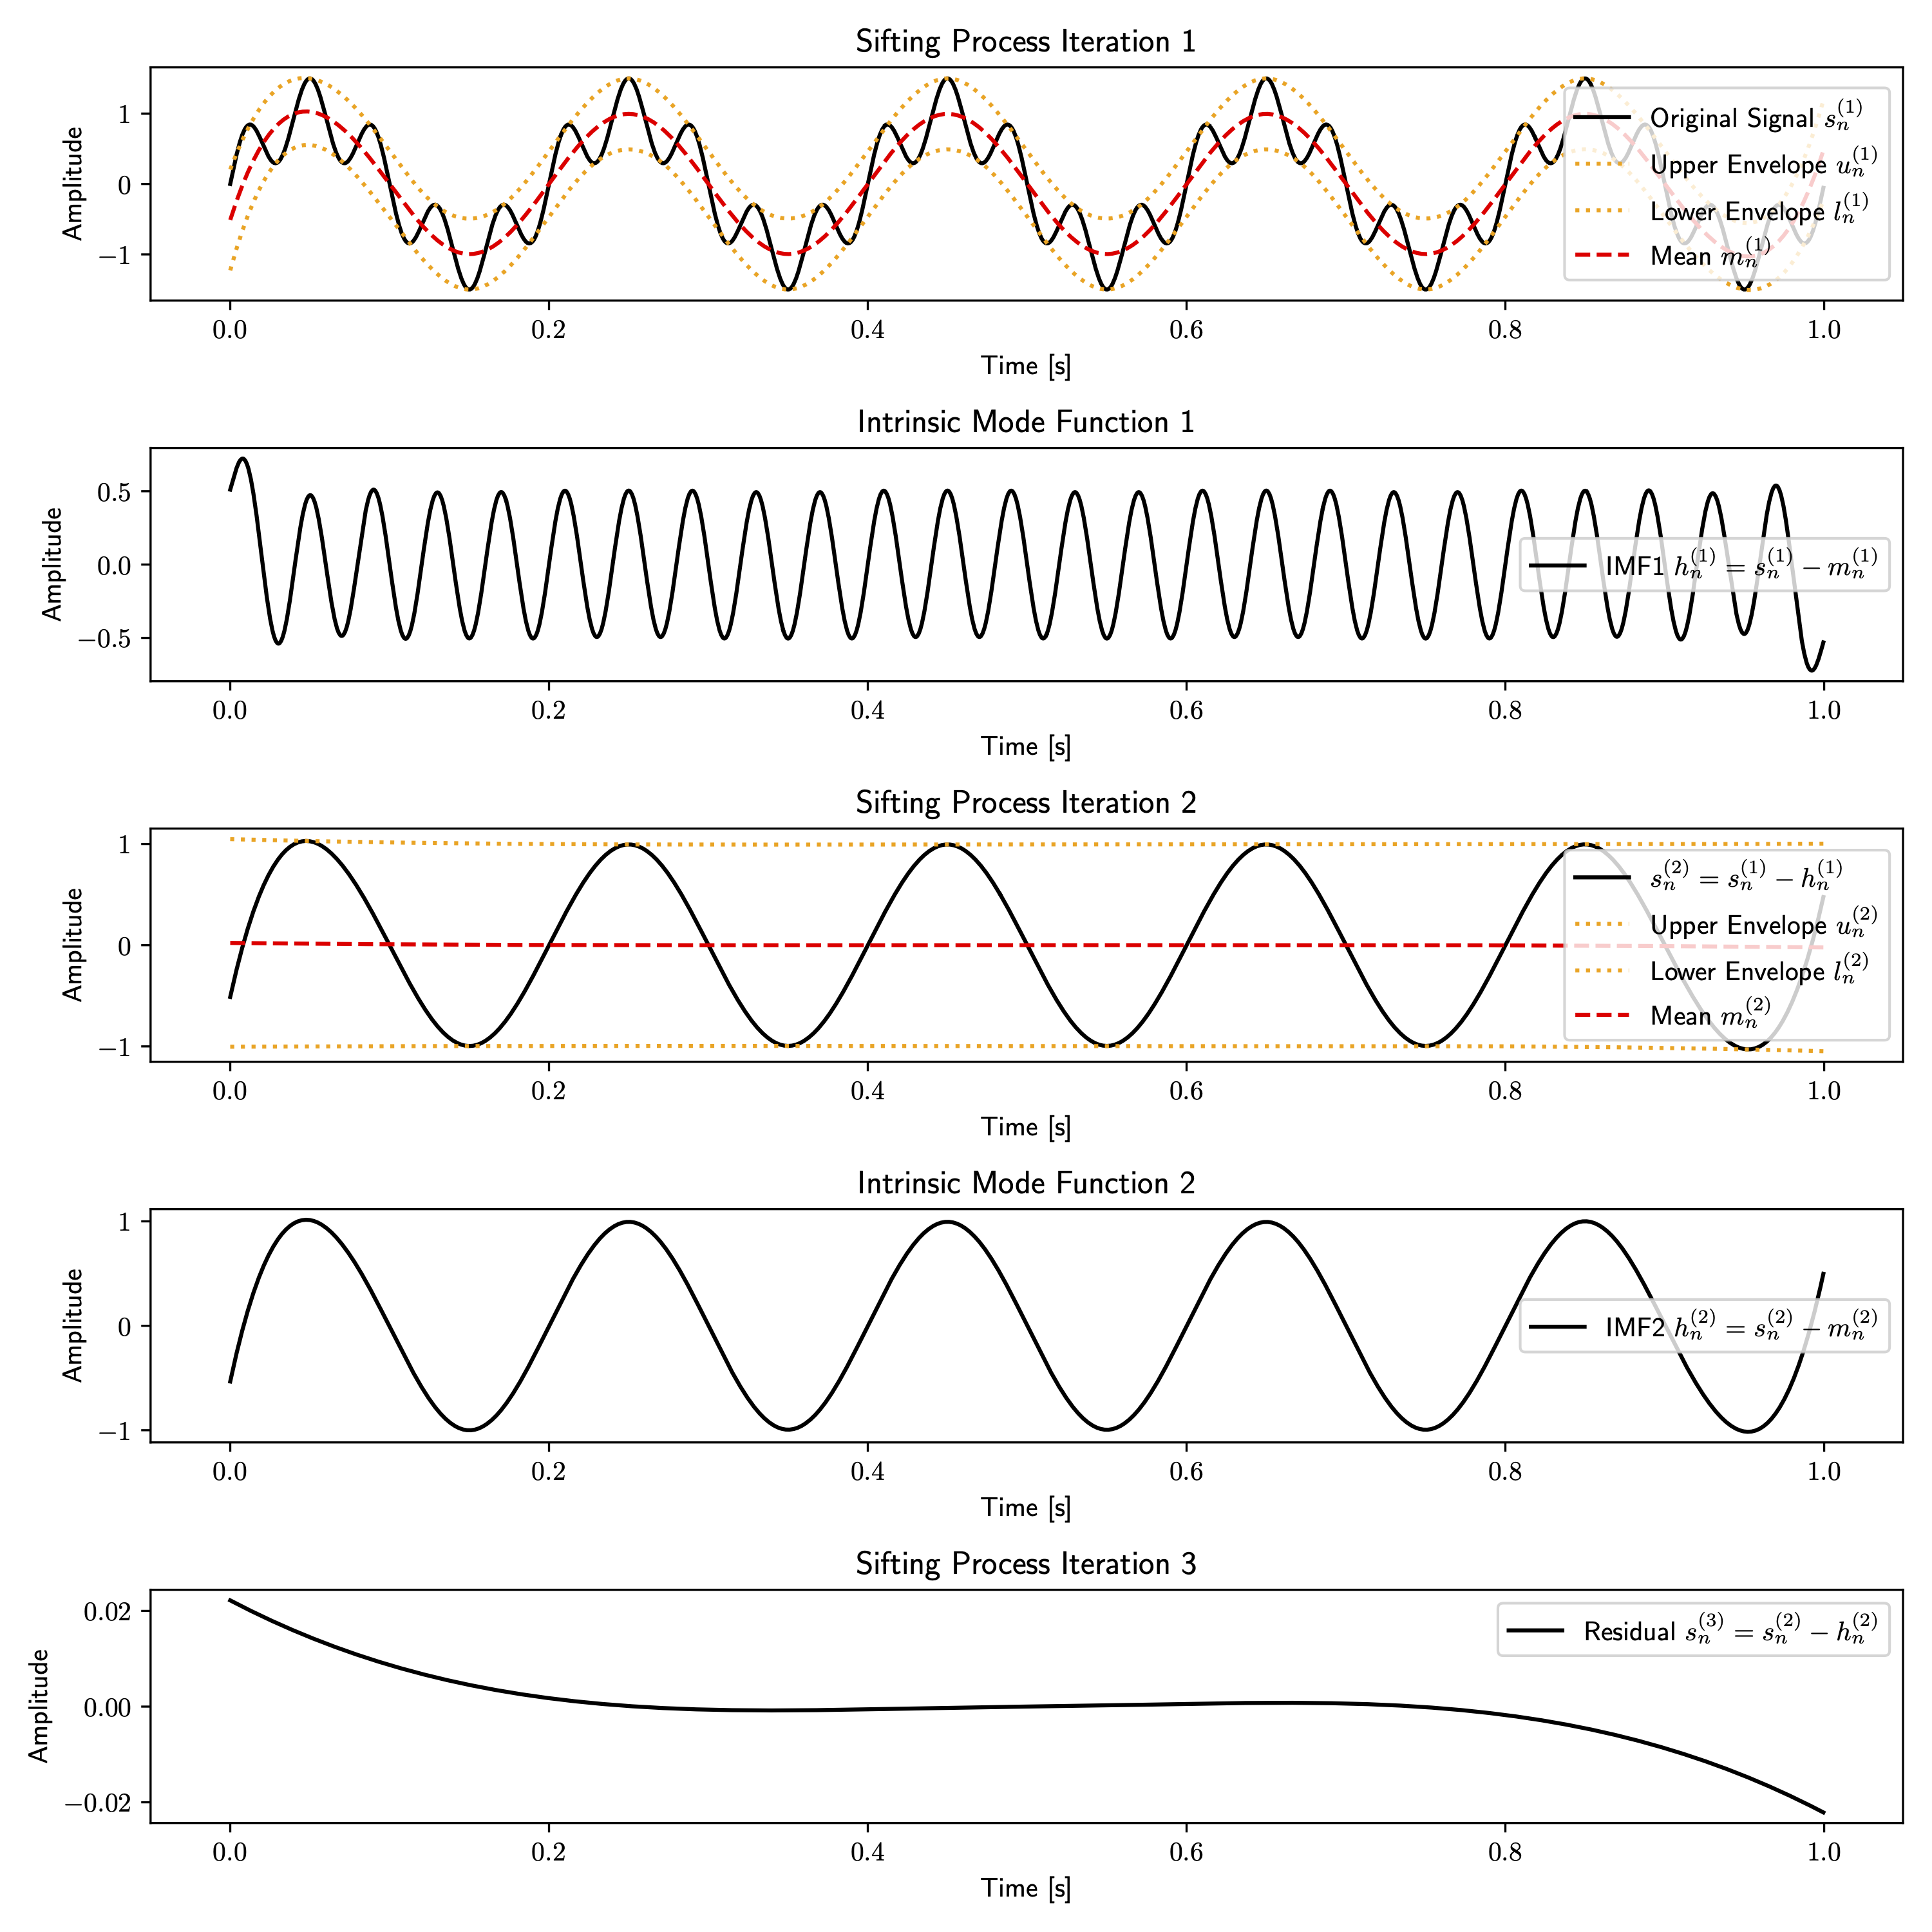 Sifting Process Iteration 1
Amplitude
1
0
−1
Original Signal $s_n^{(1)}$
Upper Envelope $u_n^{(1)}$
Lower Envelope $l_n^{(1)}$
Mean $m_n^{(1)}$
0.0 0.2 0.4 0.6 0.8 1.0
Time [s]
Intrinsic Mode Function 1
Amplitude
0.5
0.0
−0.5
IMF1 $h_n^{(1)} = s_n^{(1)} - m_n^{(1)}$
0.0 0.2 0.4 0.6 0.8 1.0
Time [s]
Sifting Process Iteration 2
Amplitude
1
0
−1
$s_n^{(2)} = s_n^{(1)} - h_n^{(1)}$
Upper Envelope $u_n^{(2)}$
Lower Envelope $l_n^{(2)}$
Mean $m_n^{(2)}$
0.0 0.2 0.4 0.6 0.8 1.0
Time [s]
Intrinsic Mode Function 2
Amplitude
1
0
−1
IMF2 $h_n^{(2)} = s_n^{(2)} - m_n^{(2)}$
0.0 0.2 0.4 0.6 0.8 1.0
Time [s]
Sifting Process Iteration 3
Amplitude
0.02
0.00
−0.02
Residual $s_n^{(3)} = s_n^{(2)} - h_n^{(2)}$
0.0 0.2 0.4 0.6 0.8 1.0
Time [s]